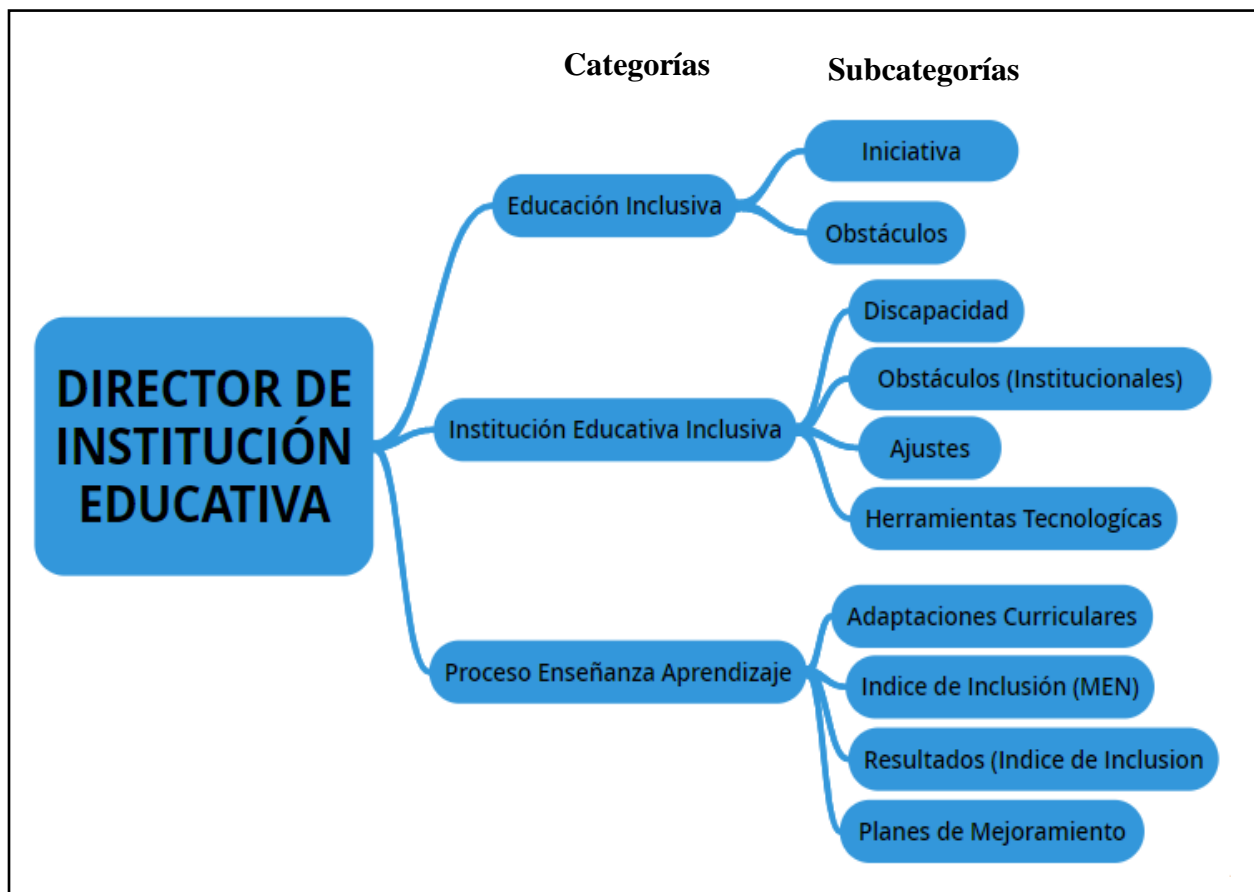 Categorías
Subcategorías
DIRECTOR DE
INSTITUCIÓN
EDUCATIVA
Educación Inclusiva
Iniciativa
Obstáculos
Institución Educativa Inclusiva
Discapacidad
Obstáculos (Institucionales)
Ajustes
Herramientas Tecnologícas
Proceso Enseñanza Aprendizaje
Adaptaciones Curriculares
Indice de Inclusión (MEN)
Resultados (Indice de Inclusion
Planes de Mejoramiento